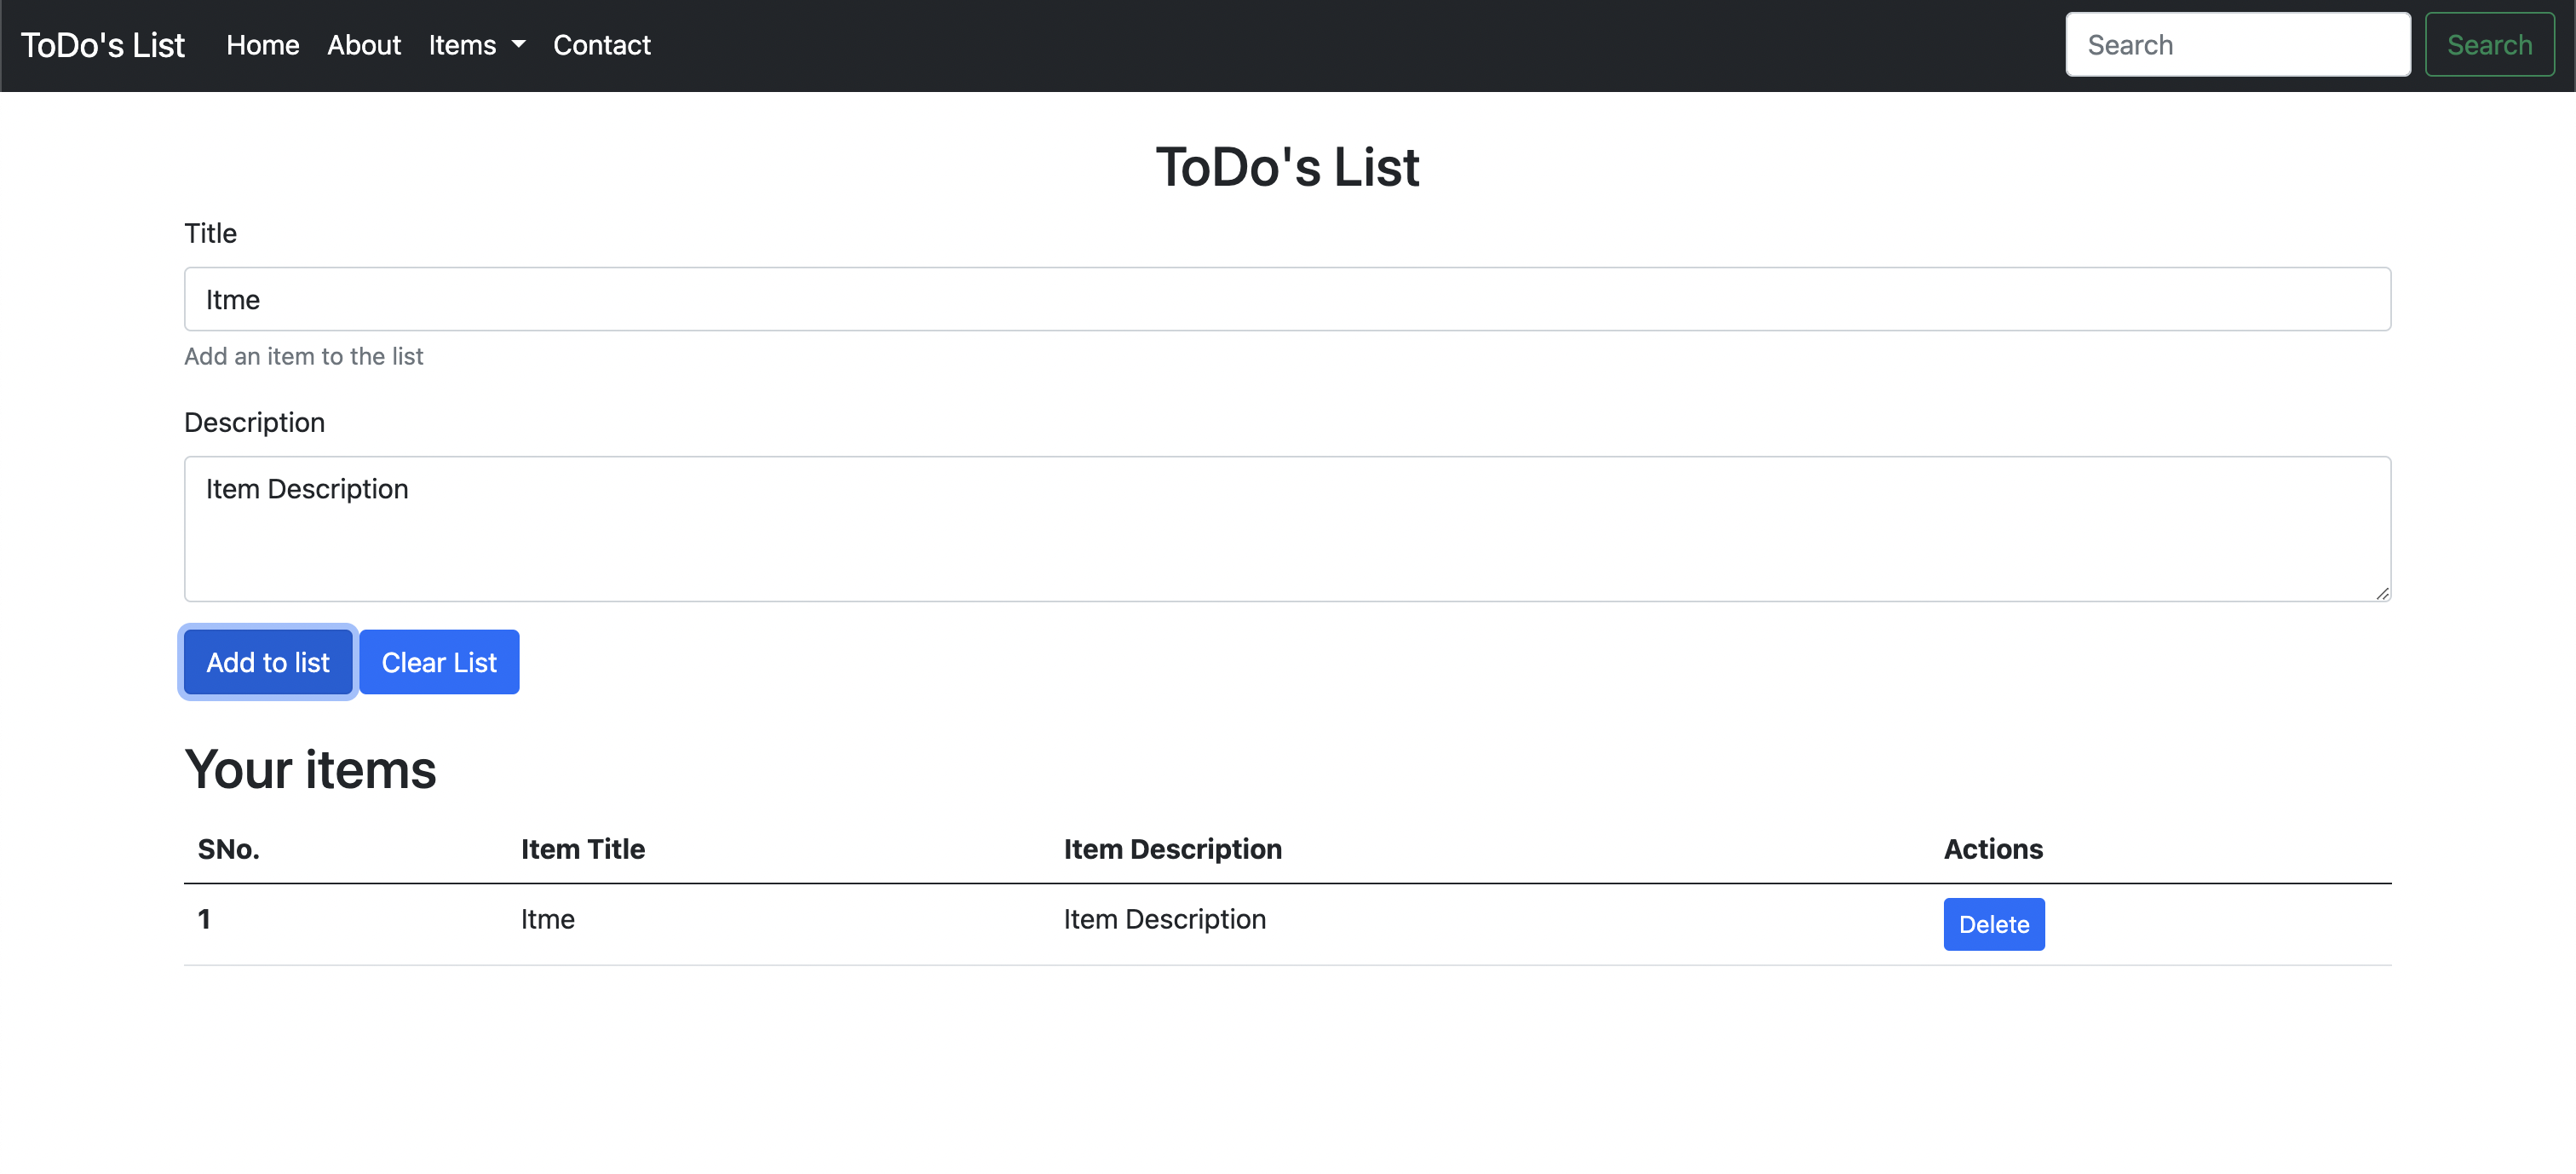 ToDo's List Home About Items Contact Search Search
ToDo's List
Title
Itme
Add an item to the list
Description
Item Description
Add to list Clear List
Your items
SNo. Item Title Item Description Actions
1 Itme Item Description Delete